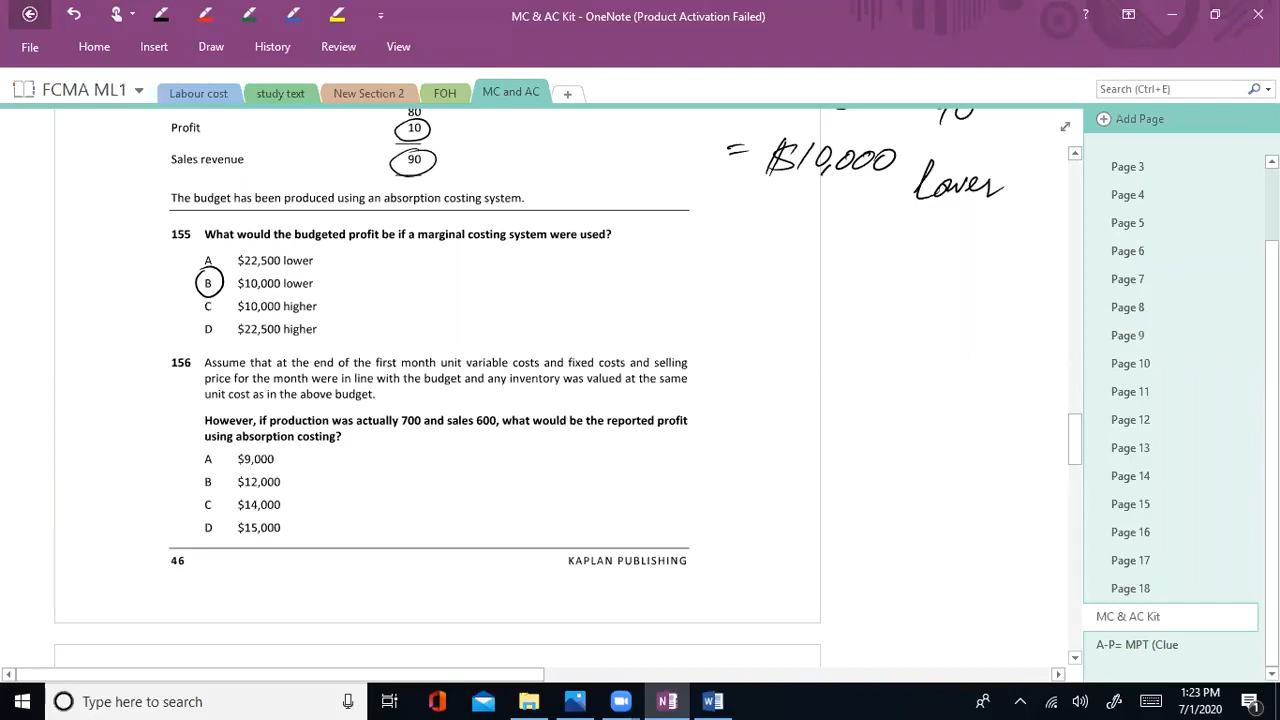 MC & AC Kit - OneNote (Product Activation Failed)
File Home Insert Draw History Review View
FCMA ML1 Labour cost study text New Section 2 FOH MC and AC
Search (Ctrl+E)
Add Page
80
Profit 10
Sales revenue 90
The budget has been produced using an absorption costing system.
= $10,000
Lower
155 What would the budgeted profit be if a marginal costing system were used?
A $22,500 lower
B $10,000 lower
C $10,000 higher
D $22,500 higher
156 Assume that at the end of the first month unit variable costs and fixed costs and selling
price for the month were in line with the budget and any inventory was valued at the same
unit cost as in the above budget.
However, if production was actually 700 and sales 600, what would be the reported profit
using absorption costing?
A $9,000
B $12,000
C $14,000
D $15,000
46 KAPLAN PUBLISHING
Page 3
Page 4
Page 5
Page 6
Page 7
Page 8
Page 9
Page 10
Page 11
Page 12
Page 13
Page 14
Page 15
Page 16
Page 17
Page 18
MC & AC Kit
A-P= MPT (Clue
Type here to search
1:23 PM
7/1/2020